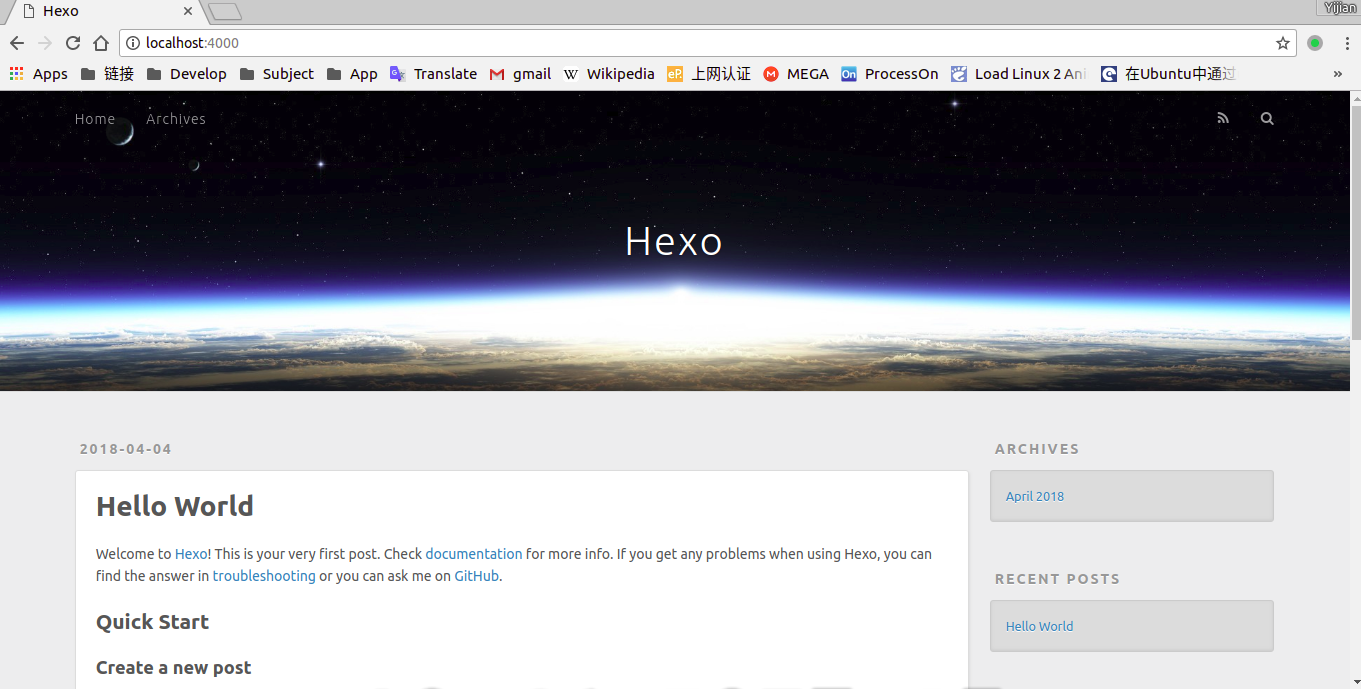 Hexo
Yijian
localhost:4000
Apps 链接 Develop Subject App Translate gmail Wikipedia 上网认证 MEGA ProcessOn Load Linux 2 Ani 在Ubuntu中通过 »
Home Archives
Hexo
2018-04-04
Hello World
Welcome to Hexo! This is your very first post. Check documentation for more info. If you get any problems when using Hexo, you can
find the answer in troubleshooting or you can ask me on GitHub.
Quick Start
Create a new post
ARCHIVES
April 2018
RECENT POSTS
Hello World